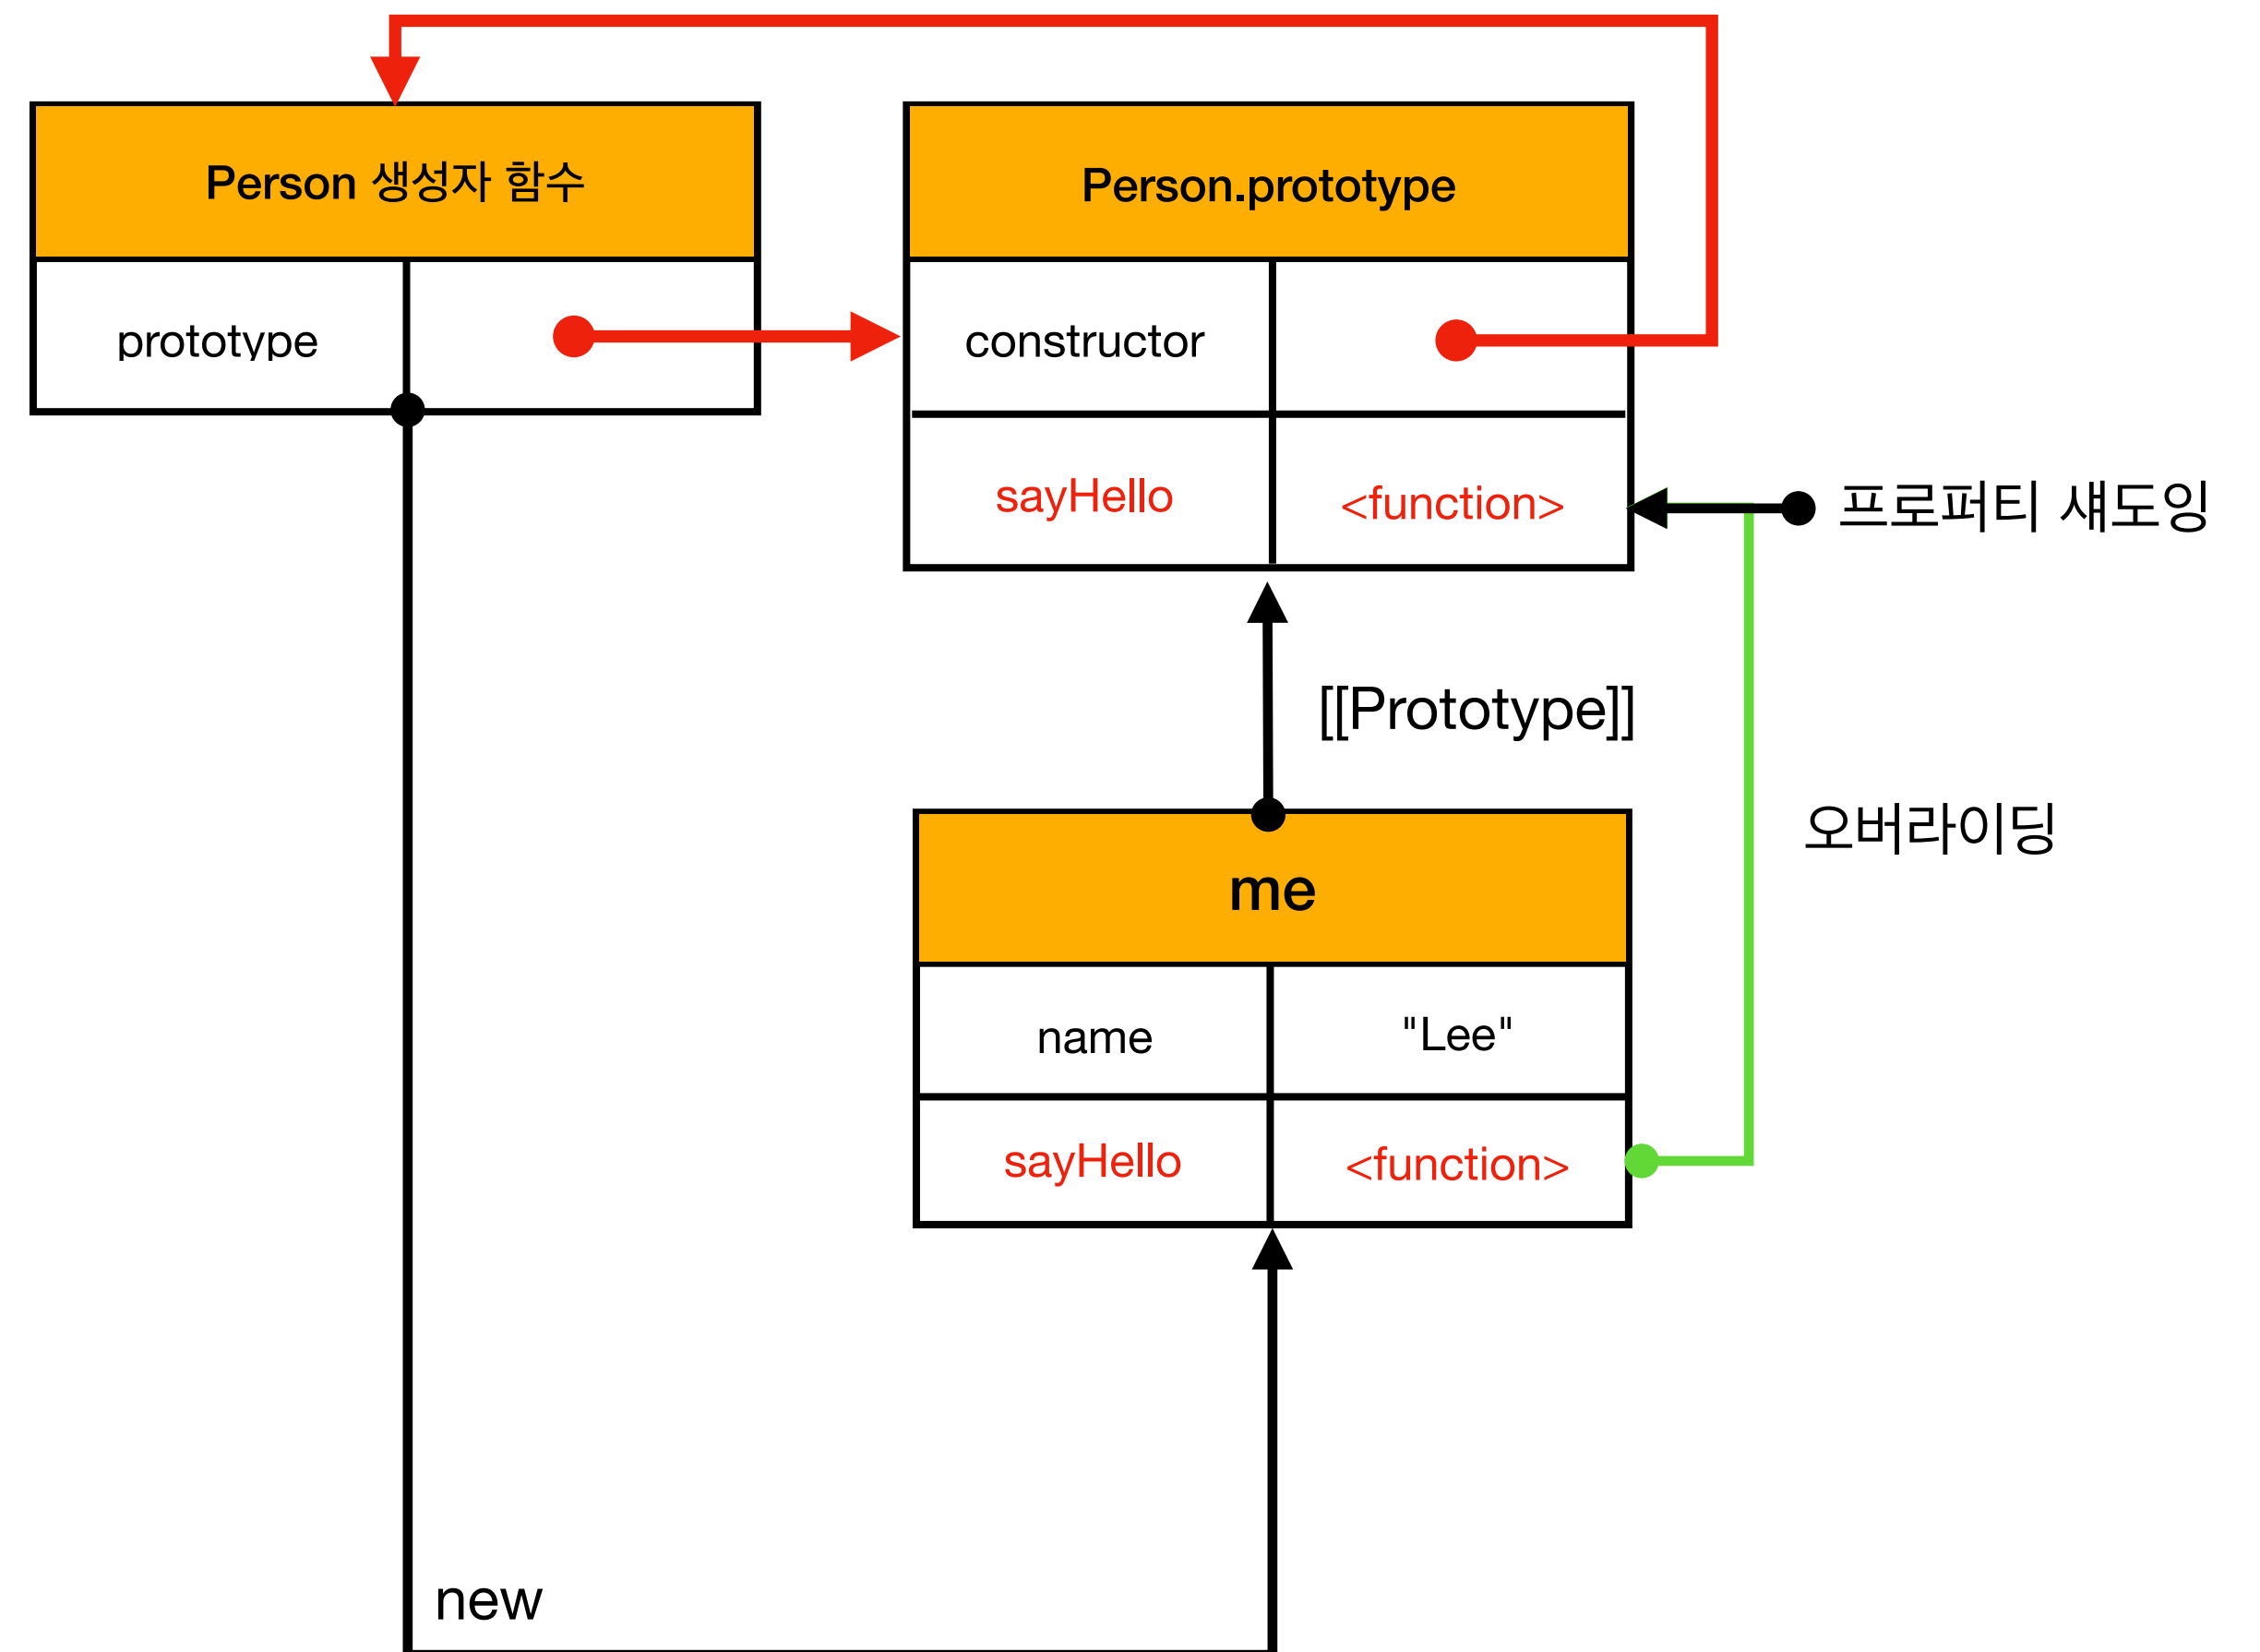 Person 생성자 함수
prototype
Person.prototype
constructor
sayHello
<function>
프로퍼티 섀도잉
[[Prototype]]
오버라이딩
me
name
"Lee"
sayHello
<function>
new